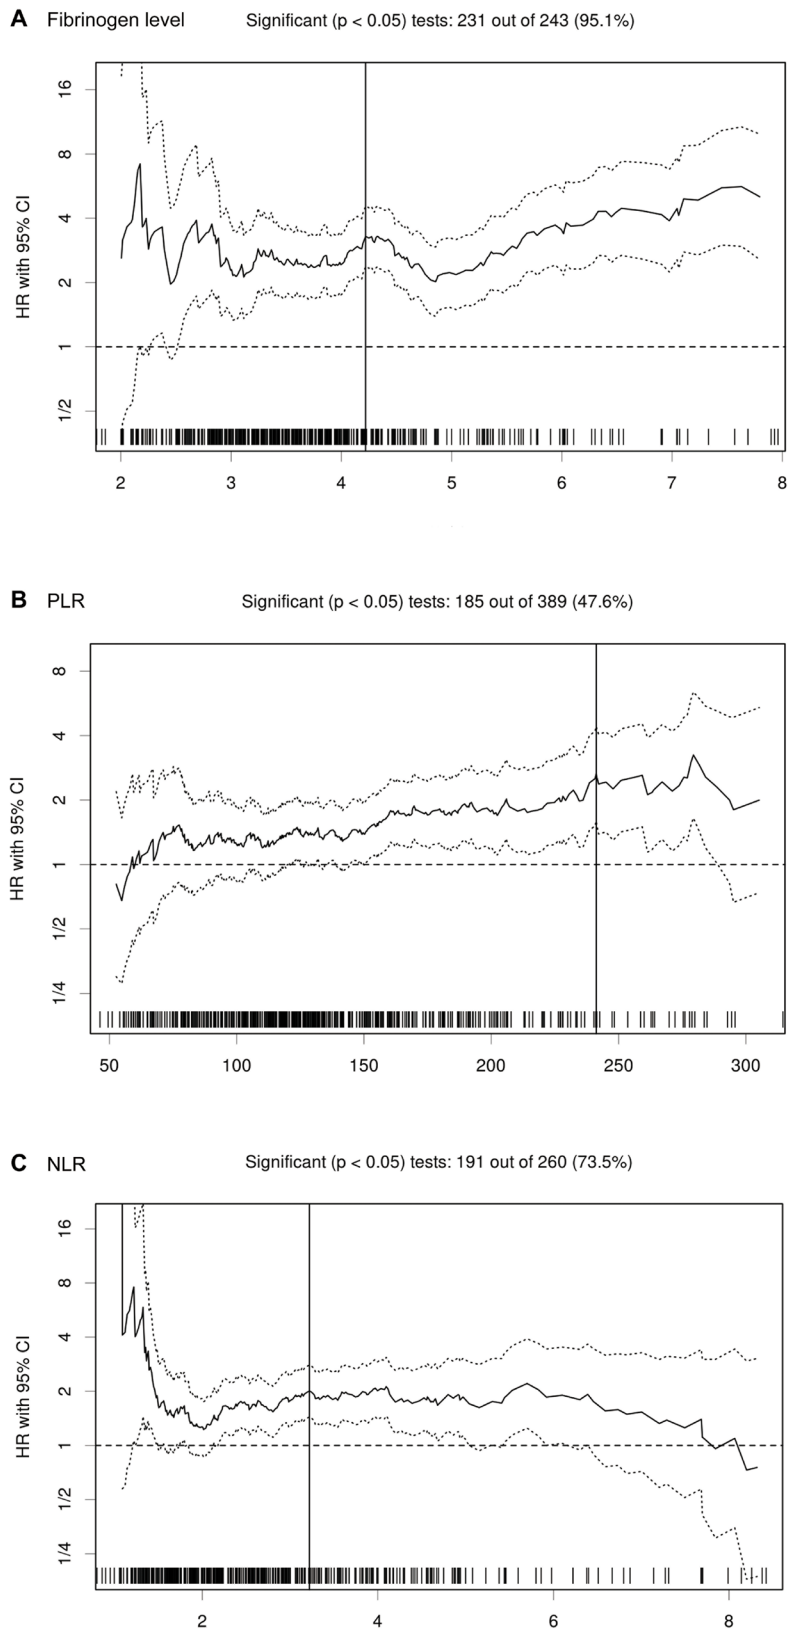 A Fibrinogen level Significant (p < 0.05) tests: 231 out of 243 (95.1%)
16
8
4
2
1
1/2
HR with 95% CI
2 3 4 5 6 7 8
B PLR Significant (p < 0.05) tests: 185 out of 389 (47.6%)
8
4
2
1
1/2
1/4
HR with 95% CI
50 100 150 200 250 300
C NLR Significant (p < 0.05) tests: 191 out of 260 (73.5%)
16
8
4
2
1
1/2
1/4
HR with 95% CI
2 4 6 8